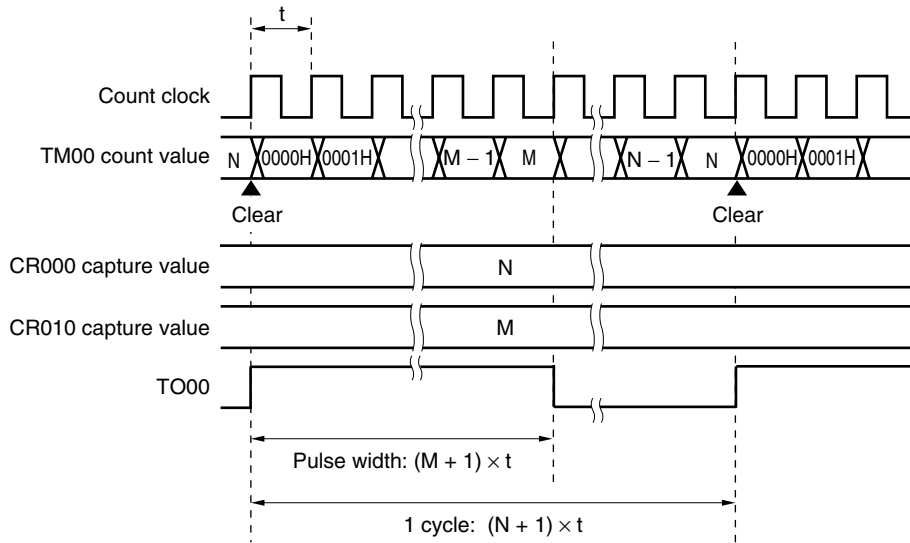 t
Count clock
TM00 count value N 0000H 0001H M – 1 M N – 1 N 0000H 0001H
Clear Clear
CR000 capture value N
CR010 capture value M
TO00
Pulse width: (M + 1) × t
1 cycle: (N + 1) × t